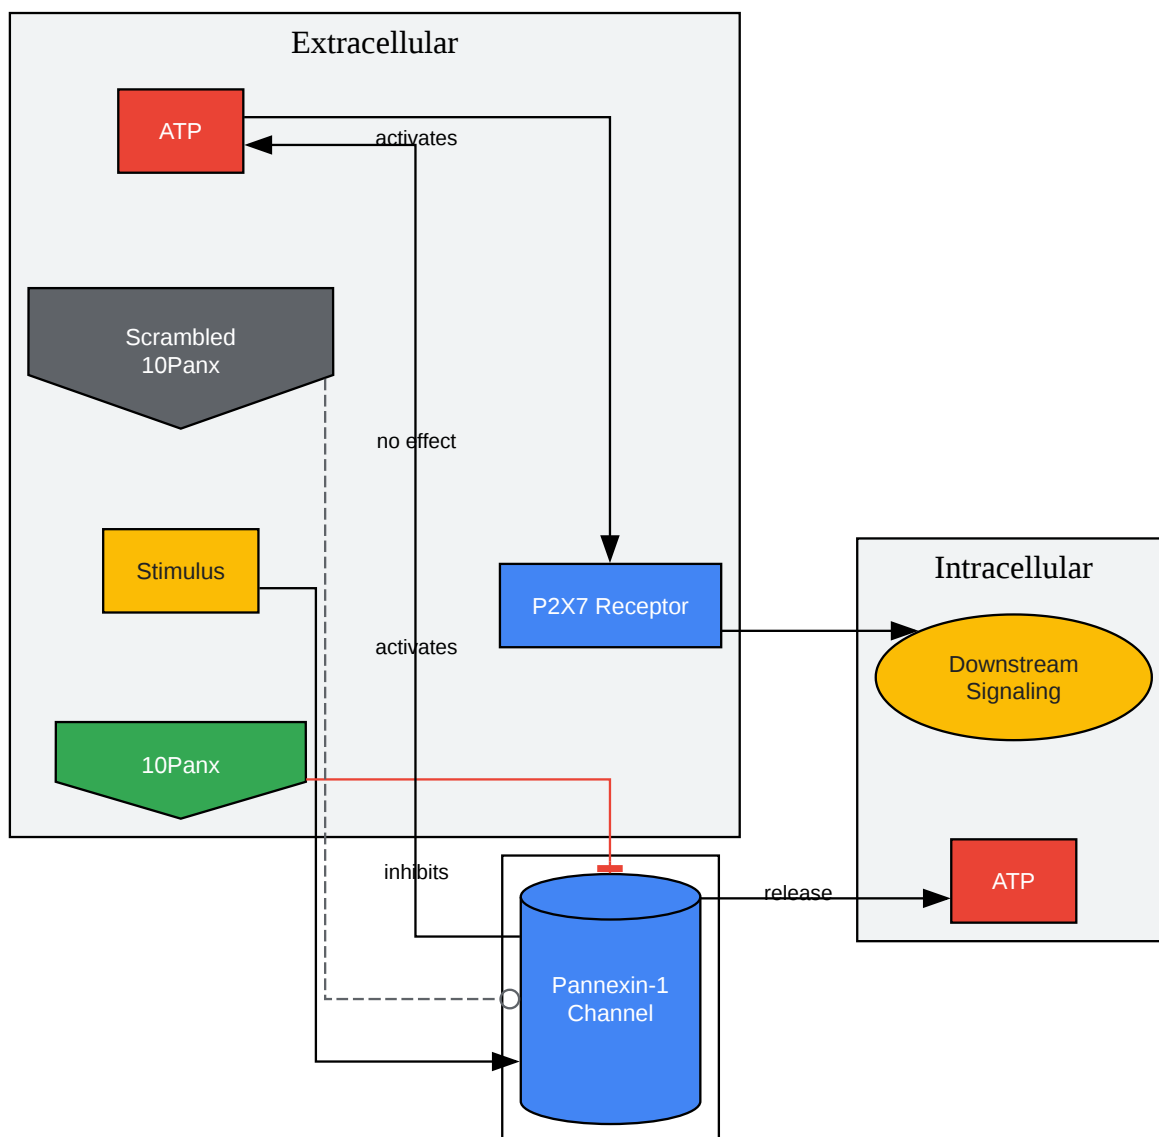 Extracellular
ATP
activates
Scrambled
10Panx
no effect
Stimulus
P2X7 Receptor
activates
10Panx
inhibits
Intracellular
Downstream
Signaling
ATP
release
Pannexin-1
Channel